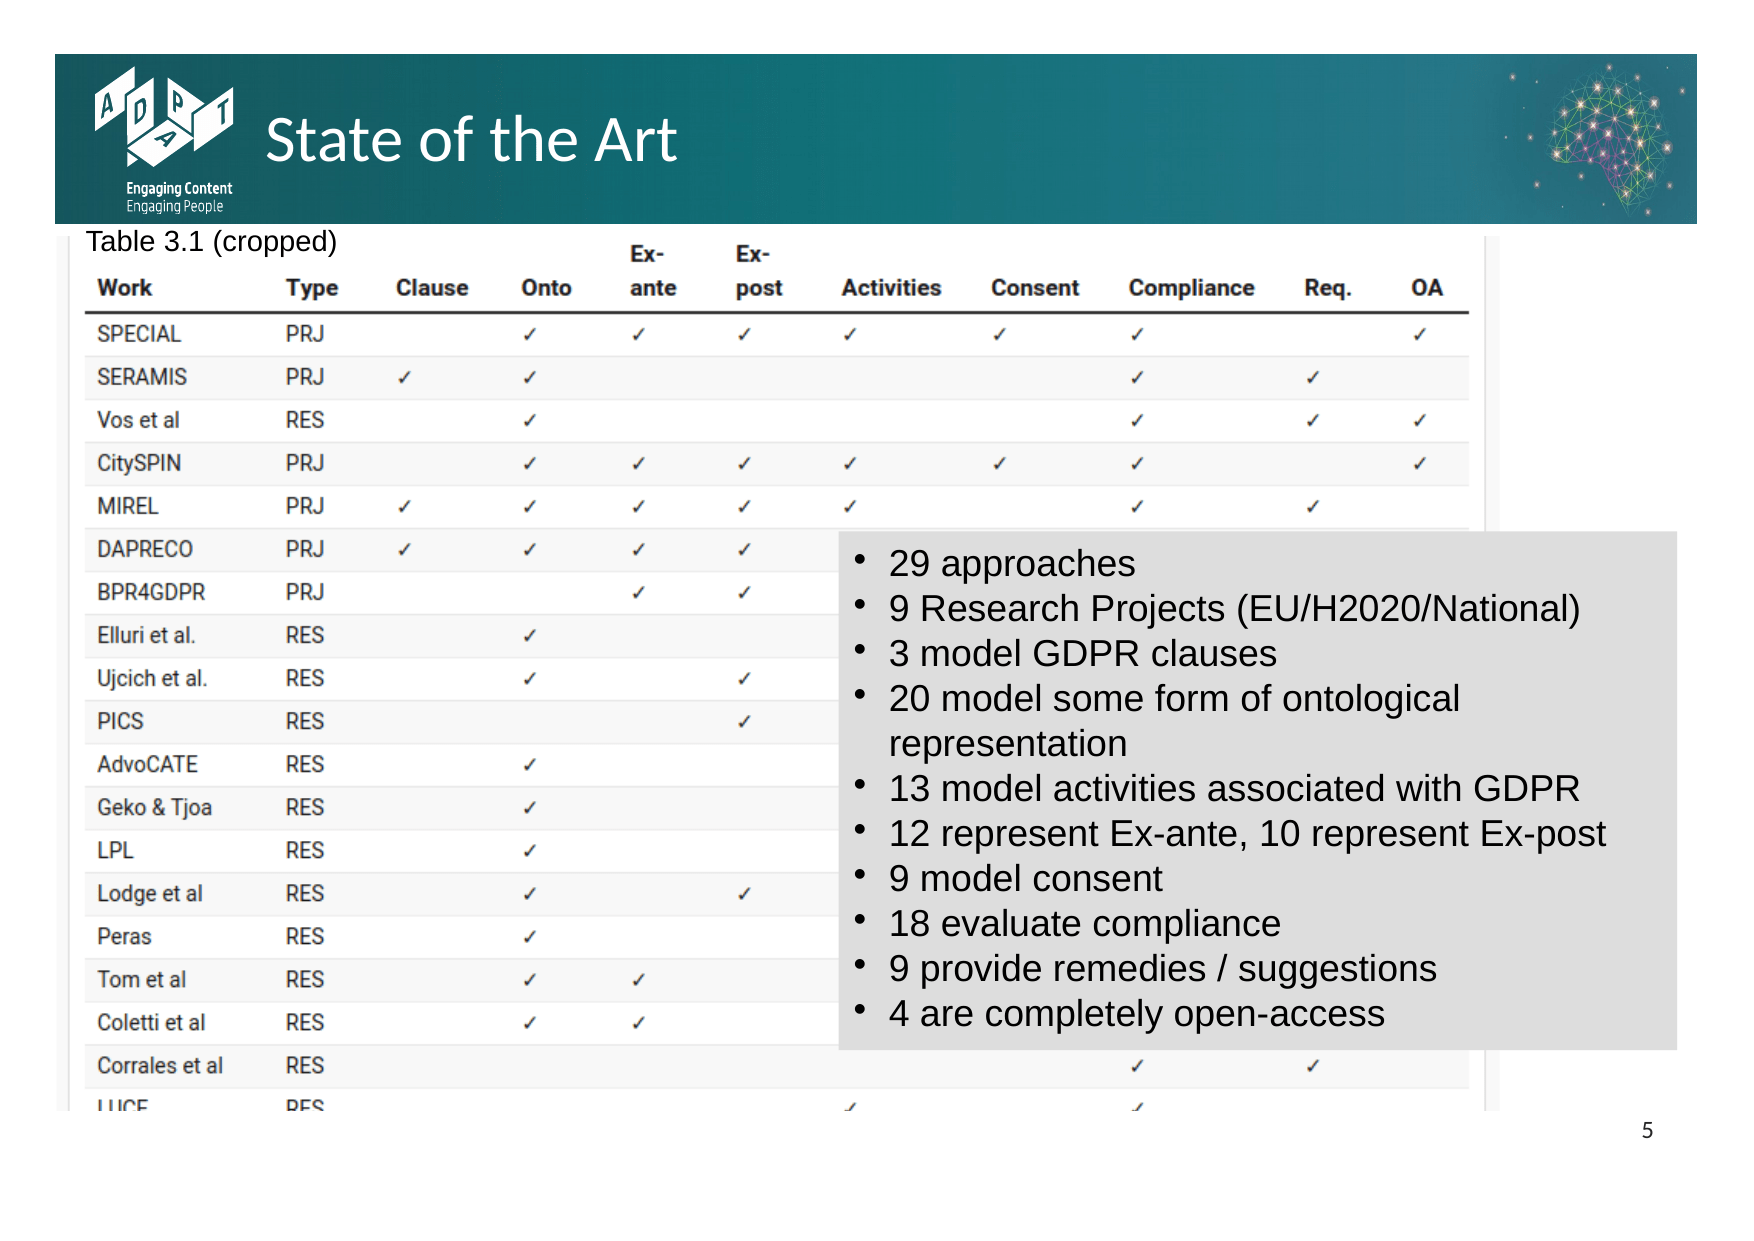 ADAPT
Engaging Content
Engaging People
State of the Art
Table 3.1 (cropped)
Work Type Clause Onto Ex-ante Ex-post Activities Consent Compliance Req. OA
SPECIAL PRJ ✓ ✓ ✓ ✓ ✓ ✓ ✓
SERAMIS PRJ ✓ ✓ ✓ ✓
Vos et al RES ✓ ✓ ✓ ✓
CitySPIN PRJ ✓ ✓ ✓ ✓ ✓ ✓ ✓
MIREL PRJ ✓ ✓ ✓ ✓ ✓ ✓ ✓
DAPRECO PRJ ✓ ✓ ✓ ✓
BPR4GDPR PRJ ✓ ✓
Elluri et al. RES ✓
Ujcich et al. RES ✓ ✓
PICS RES ✓
AdvoCATE RES ✓
Geko & Tjoa RES ✓
LPL RES ✓
Lodge et al RES ✓ ✓
Peras RES ✓
Tom et al RES ✓ ✓
Coletti et al RES ✓ ✓
Corrales et al RES ✓ ✓
LUCE RES ✓ ✓
• 29 approaches
• 9 Research Projects (EU/H2020/National)
• 3 model GDPR clauses
• 20 model some form of ontological
representation
• 13 model activities associated with GDPR
• 12 represent Ex-ante, 10 represent Ex-post
• 9 model consent
• 18 evaluate compliance
• 9 provide remedies / suggestions
• 4 are completely open-access
5